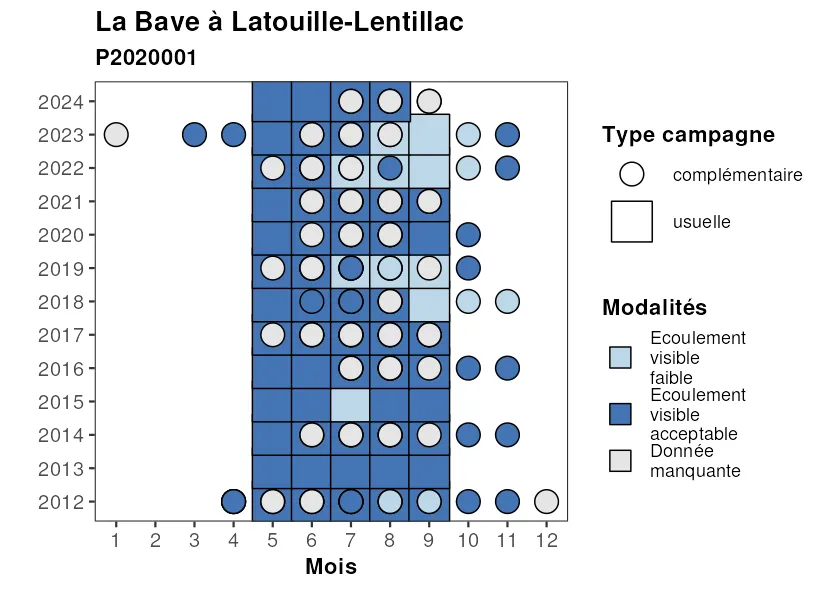 La Bave à Latouille-Lentillac
P2020001
2024
2023
2022
2021
2020
2019
2018
2017
2016
2015
2014
2013
2012
1 2 3 4 5 6 7 8 9 10 11 12
Mois
Type campagne
complémentaire
usuelle
Modalités
Ecoulement
visible
faible
Ecoulement
visible
acceptable
Donnée
manquante